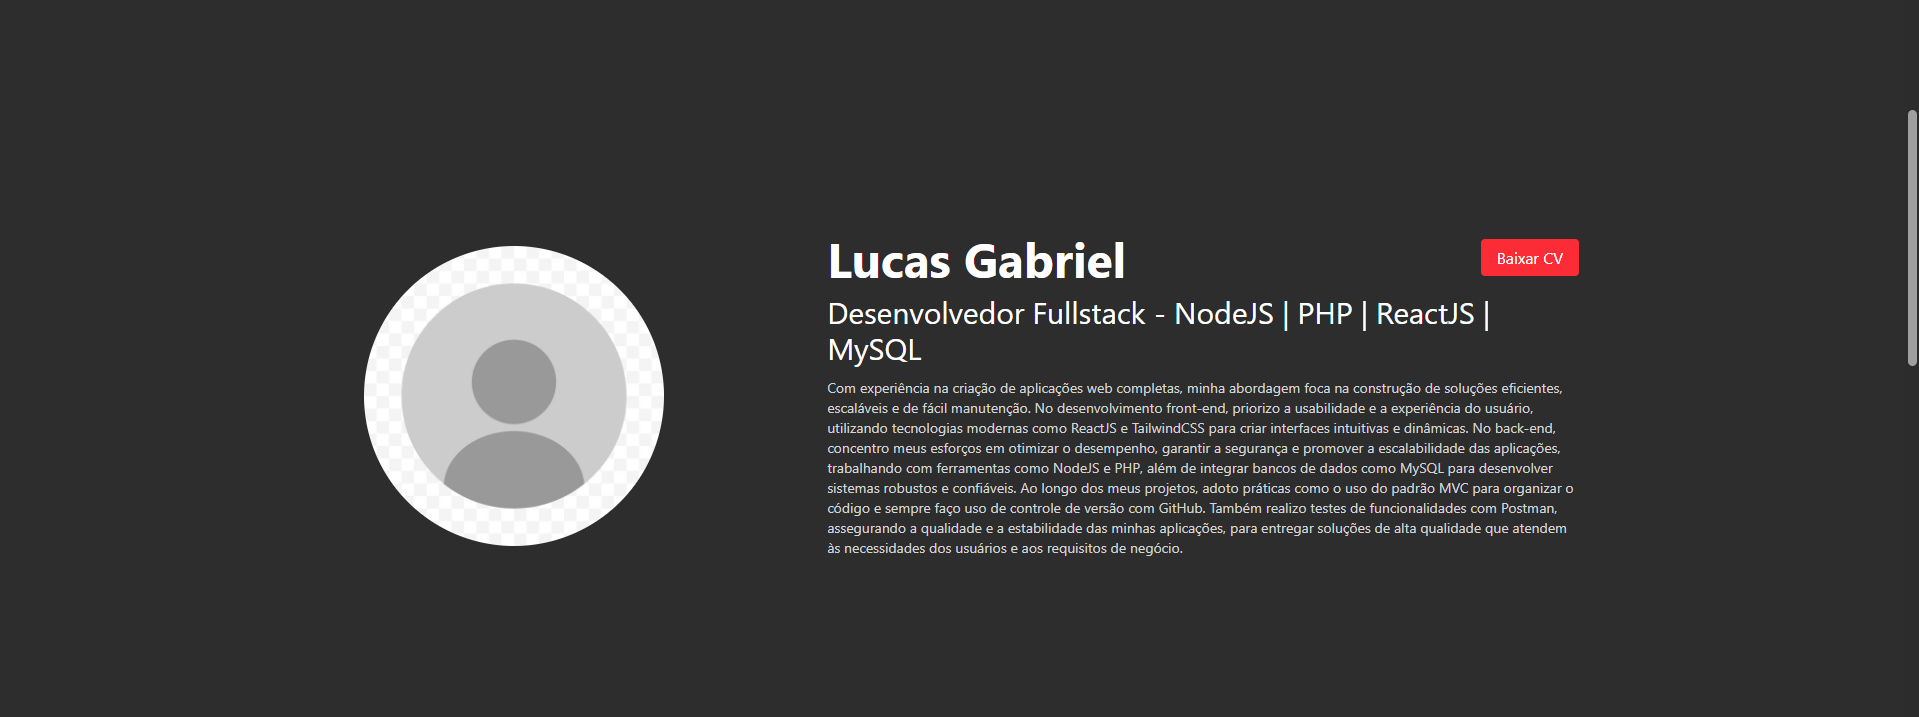 Lucas Gabriel
Baixar CV
Desenvolvedor Fullstack - NodeJS | PHP | ReactJS |
MySQL
Com experiência na criação de aplicações web completas, minha abordagem foca na construção de soluções eficientes,
escaláveis e de fácil manutenção. No desenvolvimento front-end, priorizo a usabilidade e a experiência do usuário,
utilizando tecnologias modernas como ReactJS e TailwindCSS para criar interfaces intuitivas e dinâmicas. No back-end,
concentro meus esforços em otimizar o desempenho, garantir a segurança e promover a escalabilidade das aplicações,
trabalhando com ferramentas como NodeJS e PHP, além de integrar bancos de dados como MySQL para desenvolver
sistemas robustos e confiáveis. Ao longo dos meus projetos, adoto práticas como o uso do padrão MVC para organizar o
código e sempre faço uso de controle de versão com GitHub. Também realizo testes de funcionalidades com Postman,
assegurando a qualidade e a estabilidade das minhas aplicações, para entregar soluções de alta qualidade que atendem
às necessidades dos usuários e aos requisitos de negócio.